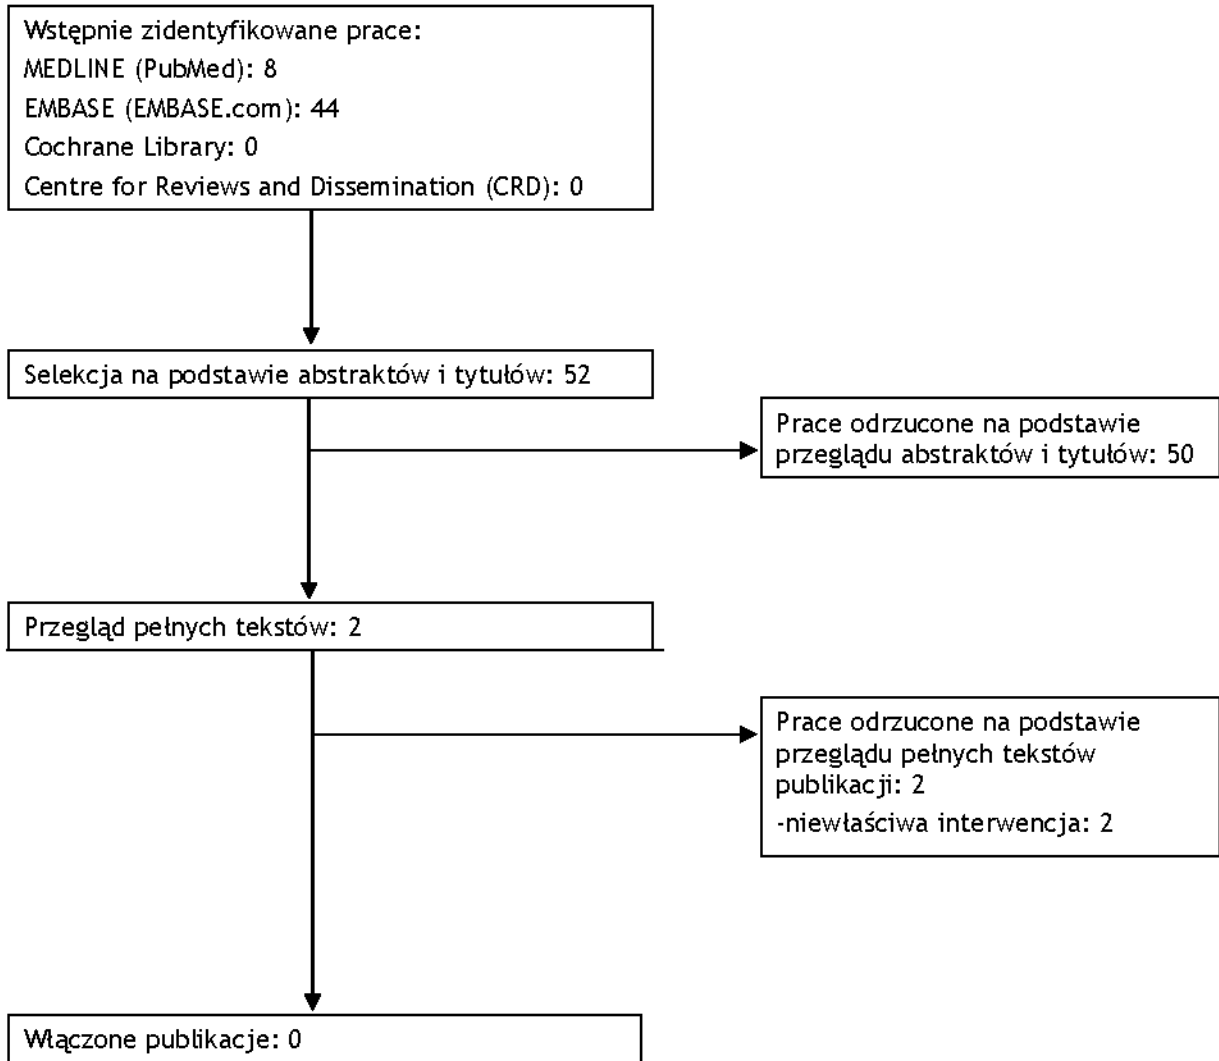 Wstępnie zidentyfikowane prace:
MEDLINE (PubMed): 8
EMBASE (EMBASE.com): 44
Cochrane Library: 0
Centre for Reviews and Dissemination (CRD): 0
Selekcja na podstawie abstraktów i tytułów: 52
Prace odrzucone na podstawie
przeglądu abstraktów i tytułów: 50
Przegląd pełnych tekstów: 2
Prace odrzucone na podstawie
przeglądu pełnych tekstów
publikacji: 2
-niewłaściwa interwencja: 2
Włączone publikacje: 0